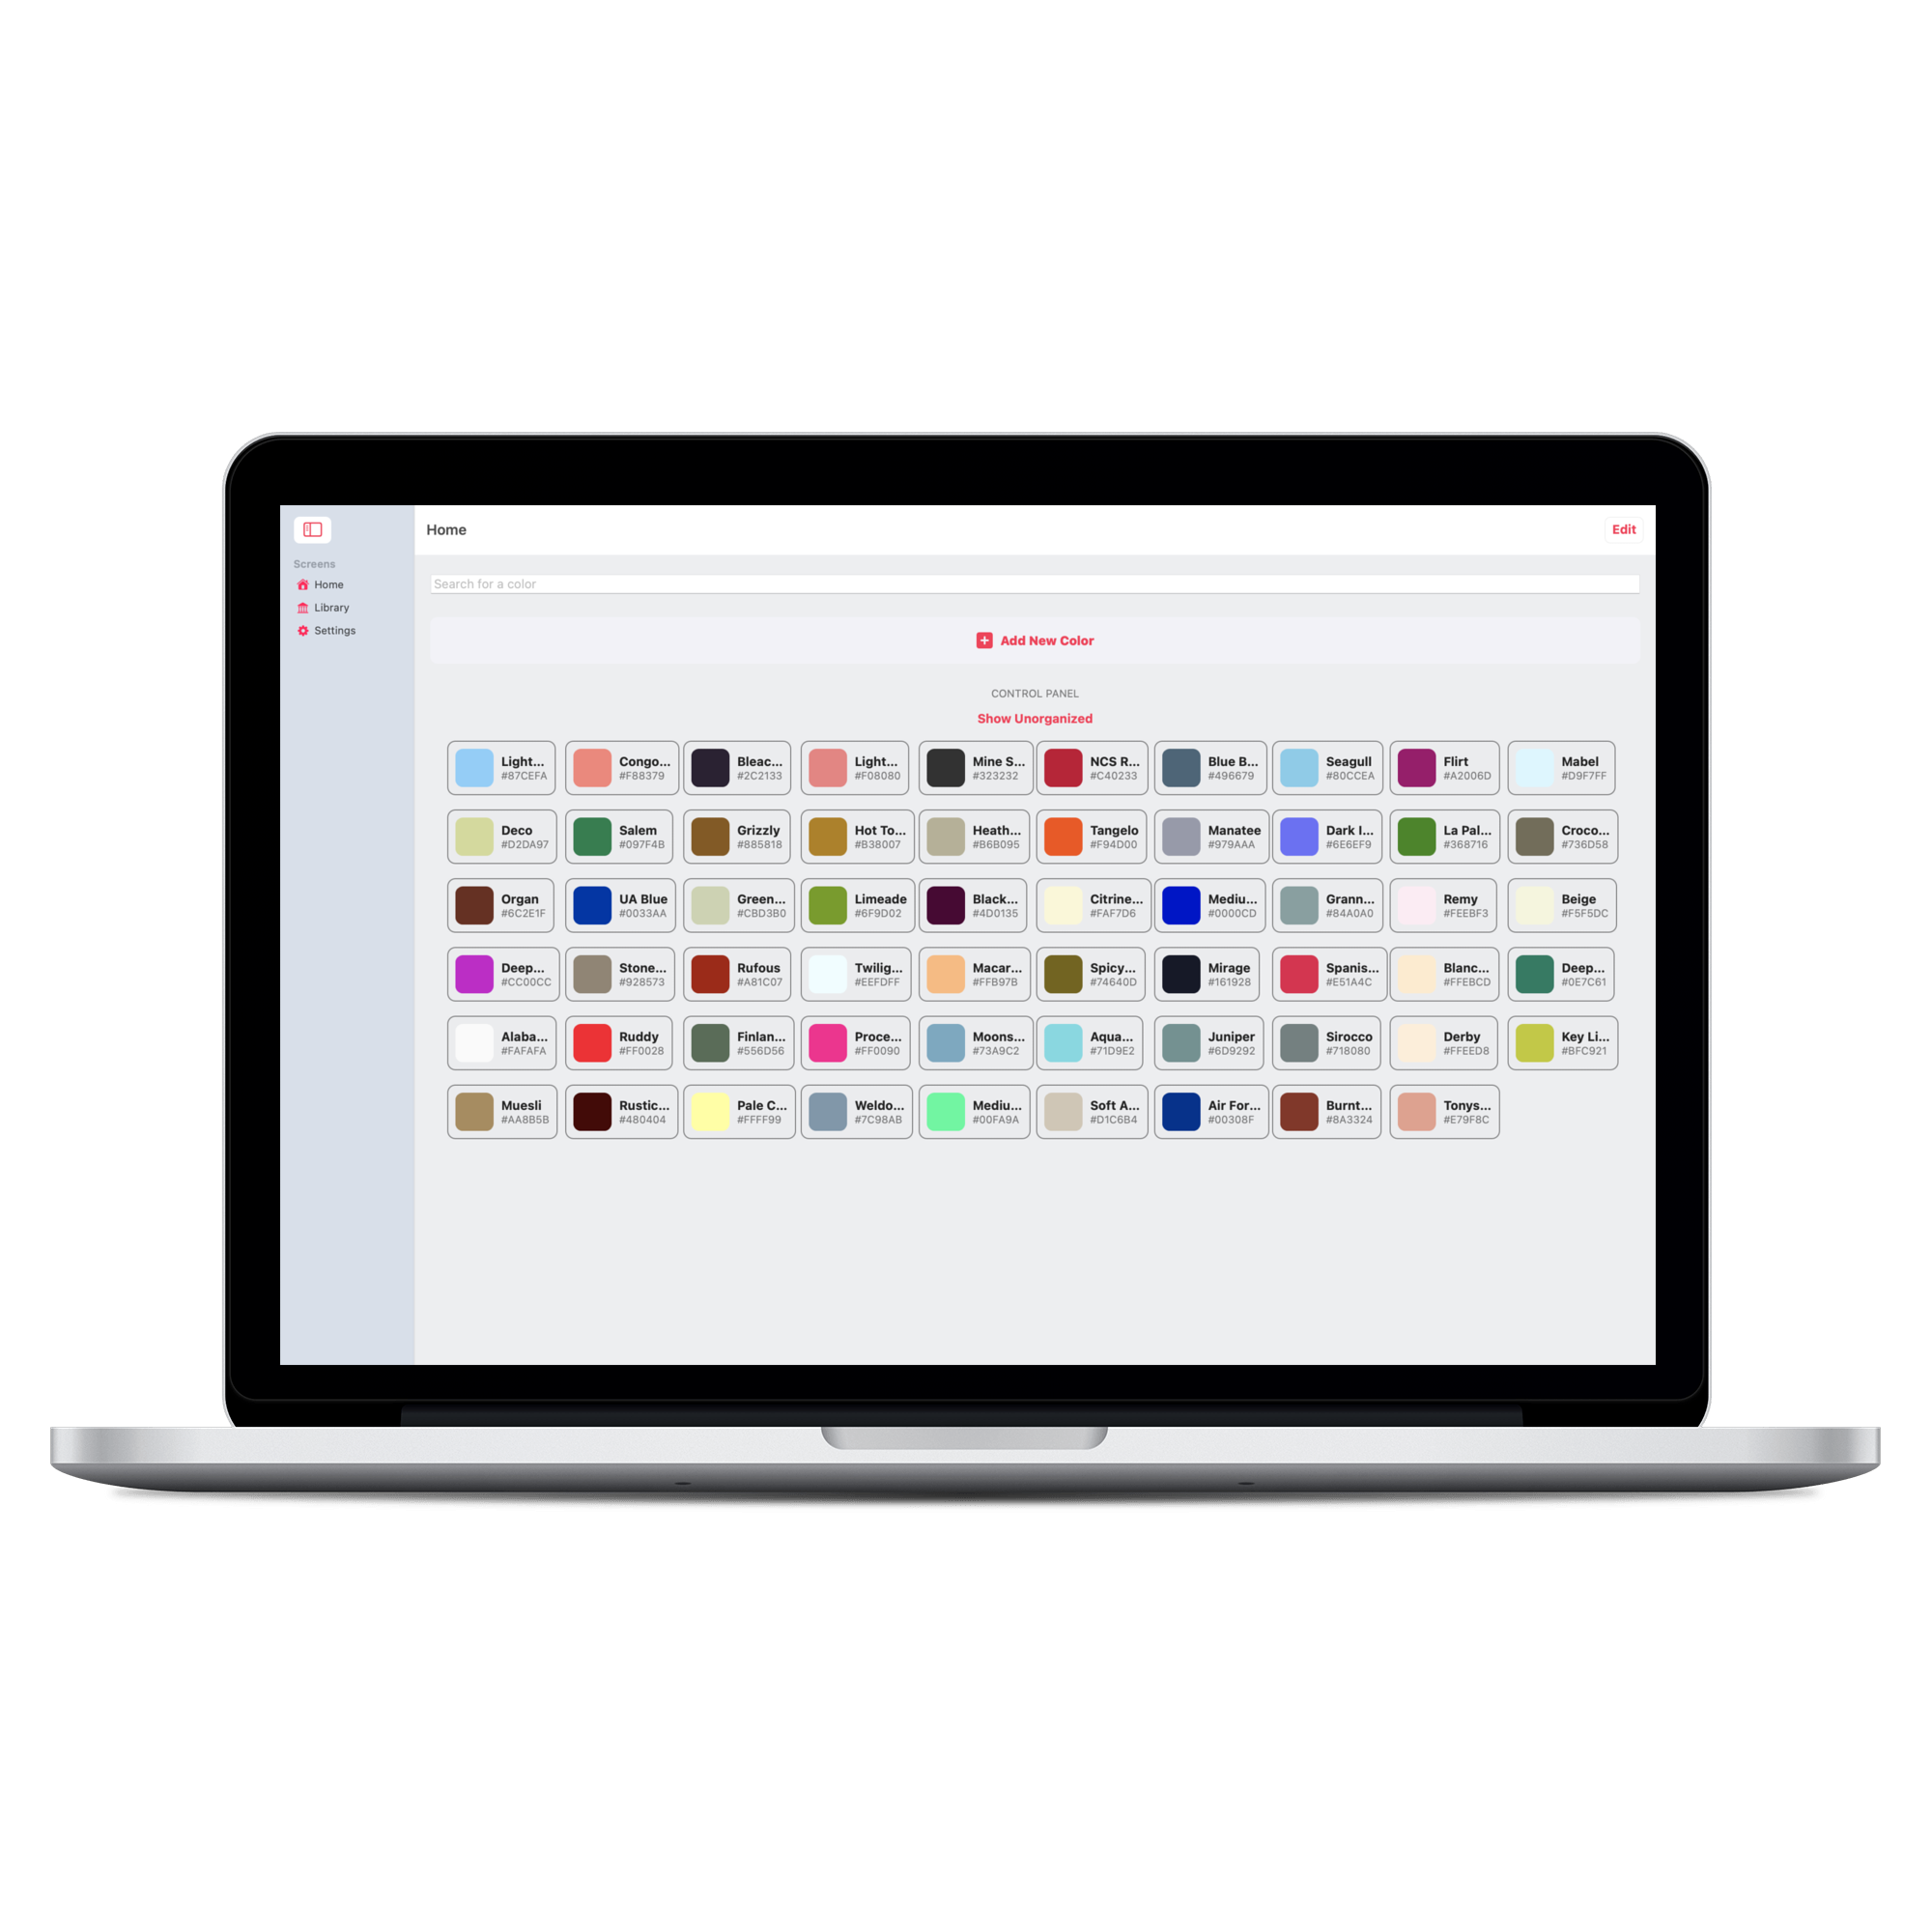 Home
Edit
Screens
Home
Library
Settings
Search for a color
Add New Color
CONTROL PANEL
Show Unorganized
Light...
#87CEFA
Congo...
#F88379
Bleac...
#2C2133
Light...
#F08080
Mine S...
#323232
NCS R...
#C40233
Blue B...
#496679
Seagull
#80CCEA
Flirt
#A2006D
Mabel
#D9F7FF
Deco
#D2DA97
Salem
#097F4B
Grizzly
#885818
Hot To...
#B38007
Heath...
#B6B095
Tangelo
#F94D00
Manatee
#979AAA
Dark I...
#6E6EF9
La Pal...
#368716
Croco...
#736D58
Organ
#6C2E1F
UA Blue
#0033AA
Green...
#CBD3B0
Limeade
#6F9D02
Black...
#4D0135
Citrine...
#FAF7D6
Mediu...
#0000CD
Grann...
#84A0A0
Remy
#FEEBF3
Beige
#F5F5DC
Deep...
#CC00CC
Stone...
#928573
Rufous
#A81C07
Twilig...
#EEFDFF
Macar...
#FFB97B
Spicy...
#74640D
Mirage
#161928
Spanis...
#E51A4C
Blanc...
#FFEBCD
Deep...
#0E7C61
Alaba...
#FAFAFA
Ruddy
#FF0028
Finlan...
#556D56
Proce...
#FF0090
Moons...
#73A9C2
Aqua...
#71D9E2
Juniper
#6D9292
Sirocco
#718080
Derby
#FFEED8
Key Li...
#BFC921
Muesli
#AA8B5B
Rustic...
#480404
Pale C...
#FFFF99
Weldo...
#7C98AB
Mediu...
#00FA9A
Soft A...
#D1C6B4
Air For...
#00308F
Burnt...
#8A3324
Tonys...
#E79F8C